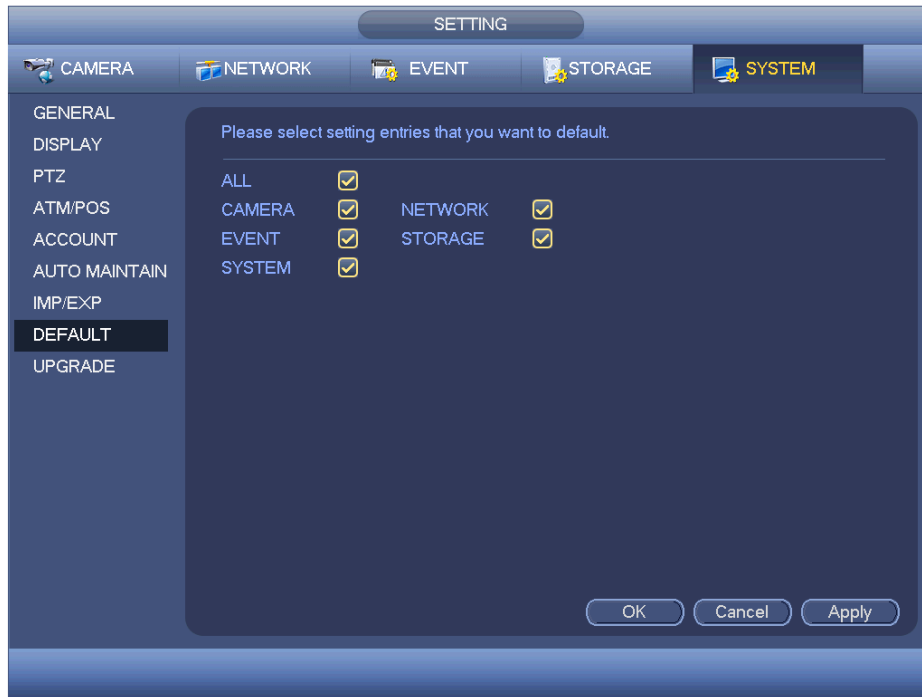 SETTING
CAMERA NETWORK EVENT STORAGE SYSTEM
GENERAL
DISPLAY
PTZ
ATM/POS
ACCOUNT
AUTO MAINTAIN
IMP/EXP
DEFAULT
UPGRADE
Please select setting entries that you want to default.
ALL
CAMERA NETWORK
EVENT STORAGE
SYSTEM
OK Cancel Apply